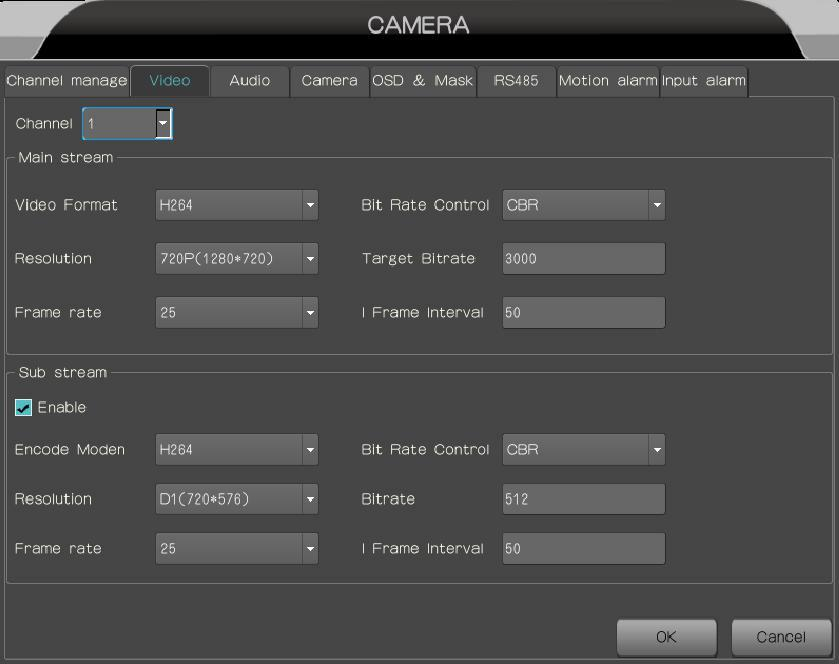 CAMERA
Channel manage Video Audio Camera OSD & Mask RS485 Motion alarm Input alarm
Channel 1
Main stream
Video Format H264 Bit Rate Control CBR
Resolution 720P(1280*720) Target Bitrate 3000
Frame rate 25 I Frame Interval 50
Sub stream
Enable
Encode Moden H264 Bit Rate Control CBR
Resolution D1(720*576) Bitrate 512
Frame rate 25 I Frame Interval 50
OK Cancel